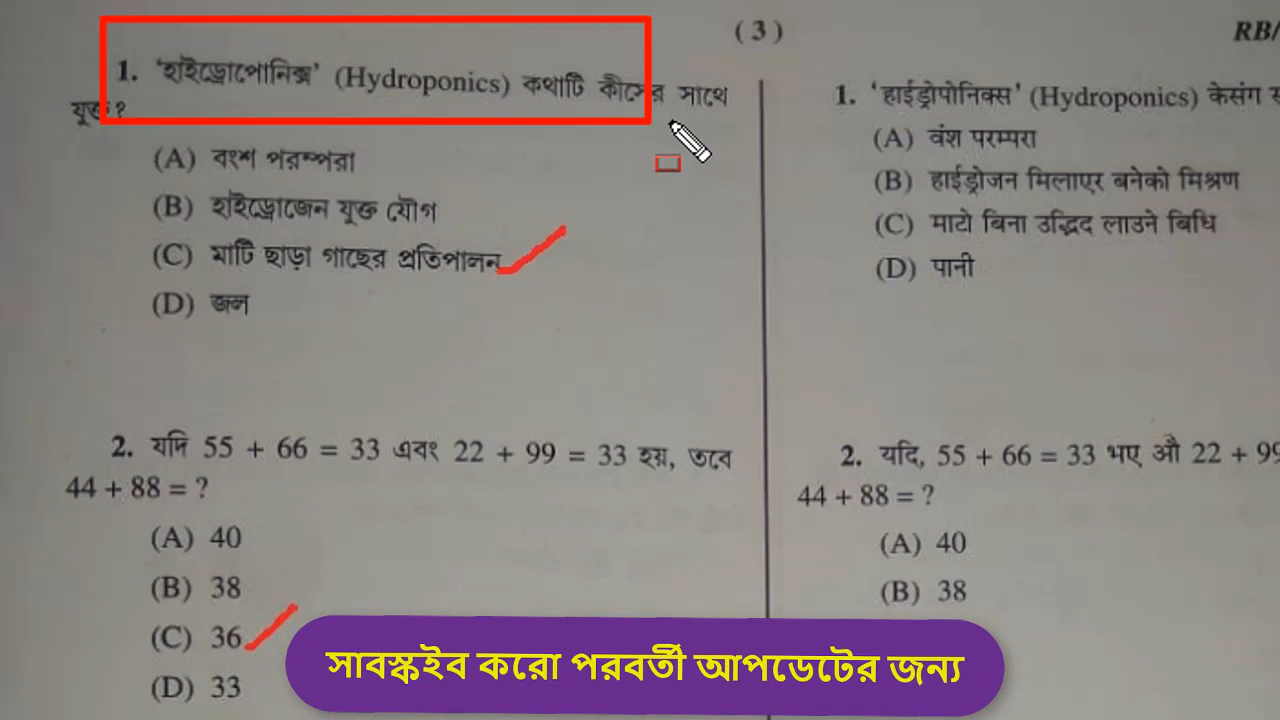 ( 3 )
RB/
1. ‘হাইড্রোপোনিক্স’ (Hydroponics) কথাটি কীসের সাথে
যুক্ত ?
(A) বংশ পরম্পরা
(B) হাইড্রোজেন যুক্ত যৌগ
(C) মাটি ছাড়া গাছের প্রতিপালন
(D) জল
2. যদি 55 + 66 = 33 এবং 22 + 99 = 33 হয়, তবে
44 + 88 = ?
(A) 40
(B) 38
(C) 36
(D) 33
1. ‘हाईड्रोपोनिक्स’ (Hydroponics) केसंग
(A) वंश परम्परा
(B) हाईड्रोजन मिलाएर बनेको मिश्रण
(C) माटो बिना उद्भिद लाउने बिधि
(D) पानी
2. यदि, 55 + 66 = 33 भए औ 22 + 99
44 + 88 = ?
(A) 40
(B) 38
সাবস্কইব করো পরবর্তী আপডেটের জন্য